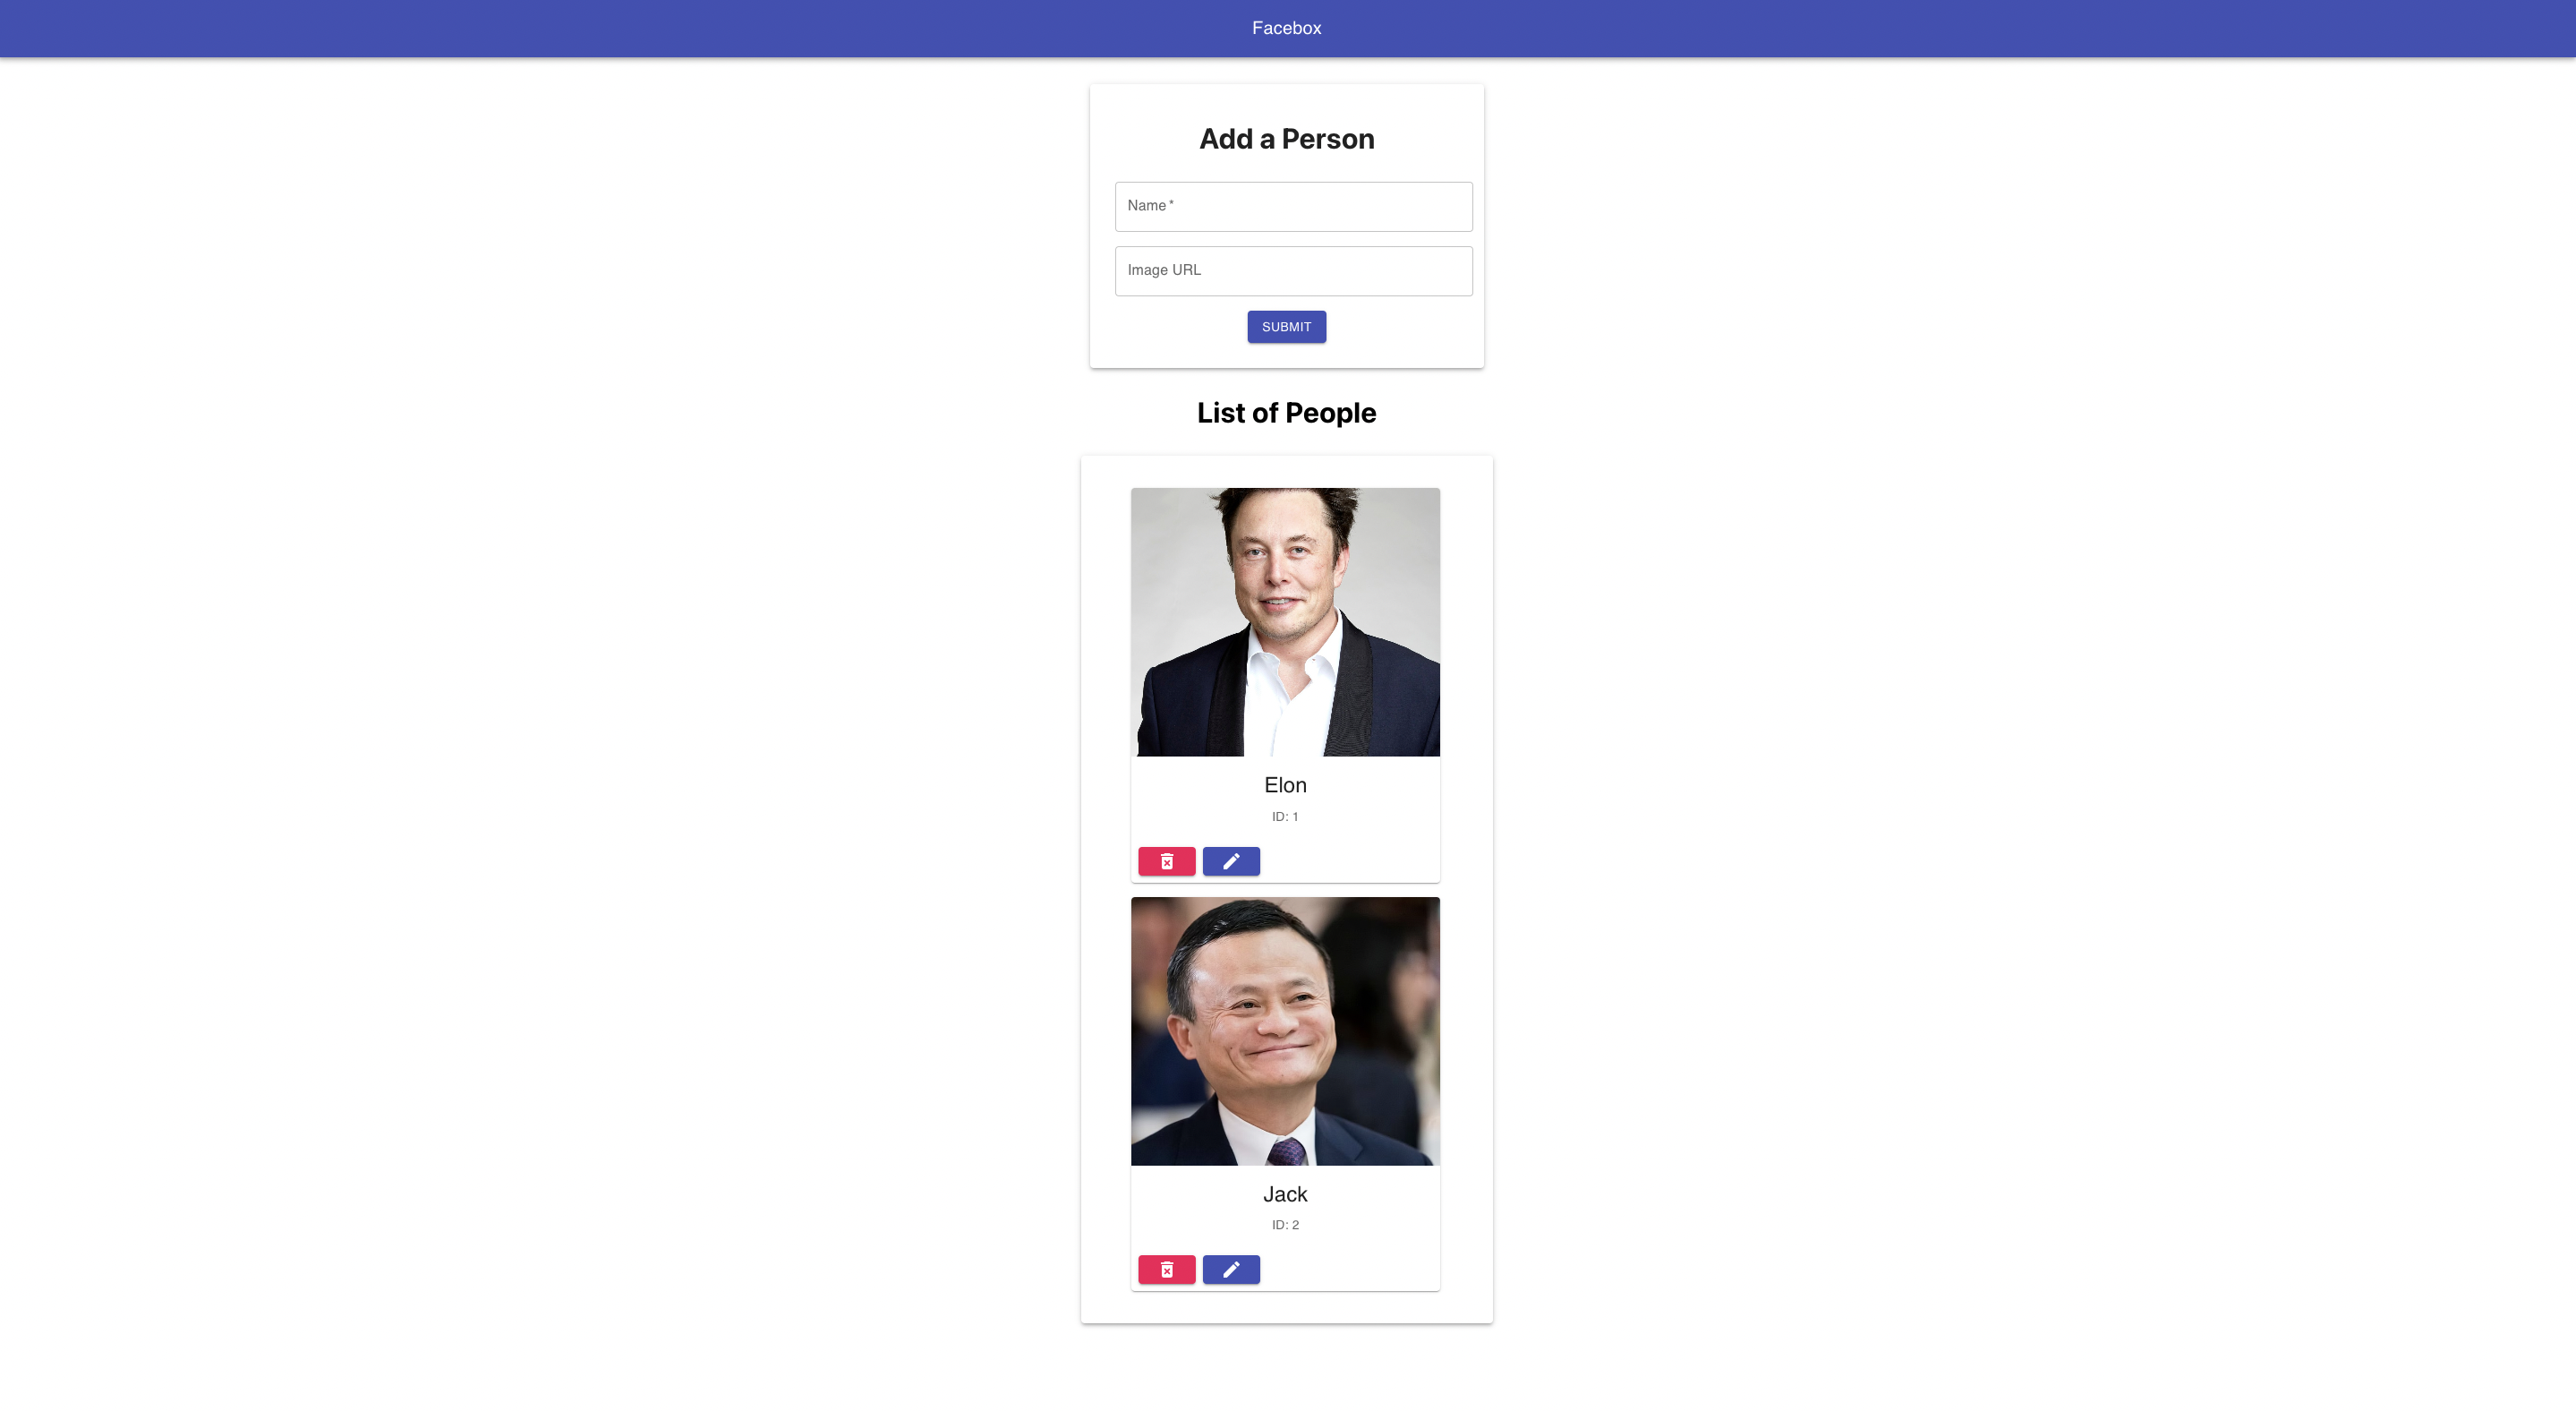 Facebox
Add a Person
Name *
Image URL
SUBMIT
List of People
Elon
ID: 1
Jack
ID: 2